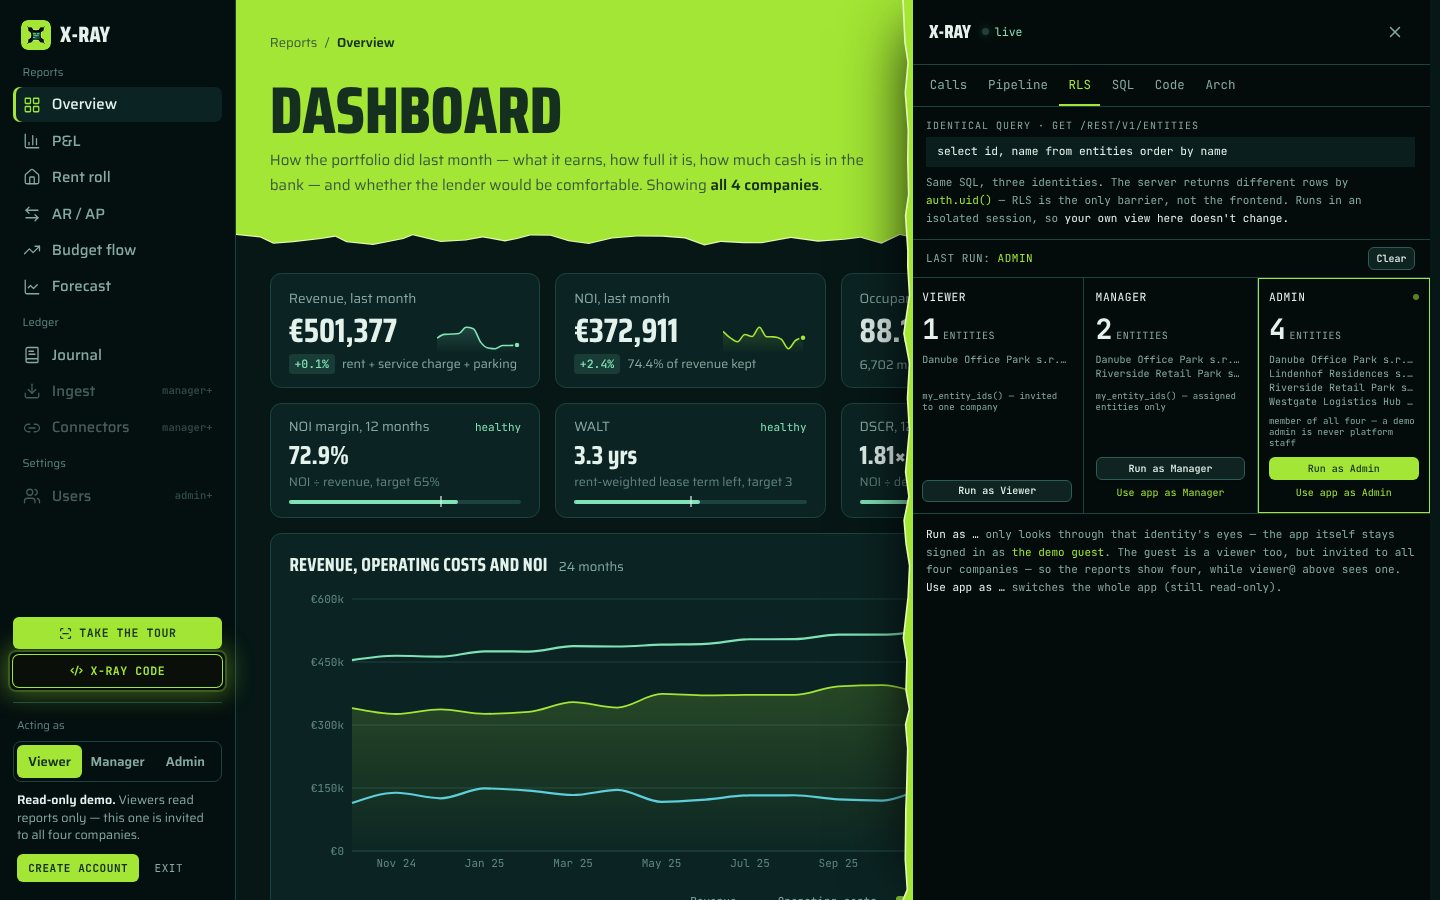 X-RAY
Reports
Overview
P&L
Rent roll
AR / AP
Budget flow
Forecast
Ledger
Journal
Ingest manager+
Connectors manager+
Settings
Users admin+
TAKE THE TOUR
</> X-RAY CODE
Acting as
Viewer Manager Admin
Read-only demo. Viewers read
reports only — this one is invited
to all four companies.
CREATE ACCOUNT EXIT
Reports / Overview
DASHBOARD
How the portfolio did last month — what it earns, how full it is, how much cash is in the
bank — and whether the lender would be comfortable. Showing all 4 companies.
Revenue, last month
€501,377
+0.1% rent + service charge + parking
NOI, last month
€372,911
+2.4% 74.4% of revenue kept
88.
6,702
NOI margin, 12 months healthy
72.9%
NOI ÷ revenue, target 65%
WALT healthy
3.3 yrs
rent-weighted lease term left, target 3
DSCR,
1.81×
NOI ÷
REVENUE, OPERATING COSTS AND NOI 24 months
€600k
€450k
€300k
€150k
€0
Nov 24 Jan 25 Mar 25 May 25 Jul 25 Sep 25
X-RAY live
Calls Pipeline RLS SQL Code Arch
IDENTICAL QUERY · GET /REST/V1/ENTITIES
select id, name from entities order by name
Same SQL, three identities. The server returns different rows by
auth.uid() — RLS is the only barrier, not the frontend. Runs in an
isolated session, so your own view here doesn't change.
LAST RUN: ADMIN Clear
VIEWER
1 ENTITIES
Danube Office Park s.r.…
my_entity_ids() — invited
to one company
Run as Viewer
MANAGER
2 ENTITIES
Danube Office Park s.r.…
Riverside Retail Park s…
my_entity_ids() — assigned
entities only
Run as Manager
Use app as Manager
ADMIN
4 ENTITIES
Danube Office Park s.r.…
Lindenhof Residences s.…
Riverside Retail Park s…
Westgate Logistics Hub …
member of all four — a demo
admin is never platform
staff
Run as Admin
Use app as Admin
Run as … only looks through that identity's eyes — the app itself stays
signed in as the demo guest. The guest is a viewer too, but invited to all
four companies — so the reports show four, while viewer@ above sees one.
Use app as … switches the whole app (still read-only).